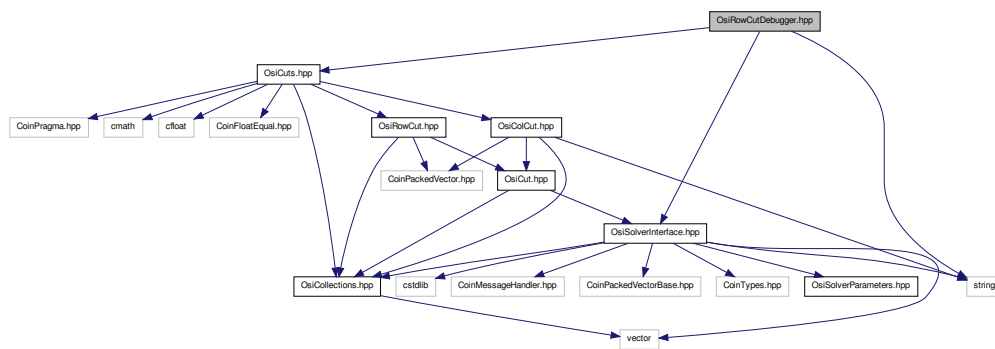 OsiRowCutDebugger.hpp
OsiCuts.hpp
CoinPragma.hpp
cmath
cfloat
CoinFloatEqual.hpp
OsiRowCut.hpp
OsiColCut.hpp
CoinPackedVector.hpp
OsiCut.hpp
OsiSolverInterface.hpp
OsiCollections.hpp
cstdlib
CoinMessageHandler.hpp
CoinPackedVectorBase.hpp
CoinTypes.hpp
OsiSolverParameters.hpp
string
vector